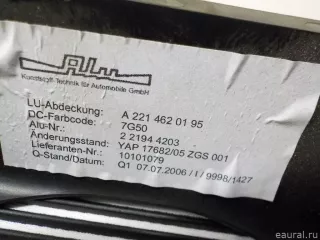 Alu
Kunststoff-Technik für Automobile GmbH
LU-Abdeckung: A 221 462 01 95
DC-Farbcode: 7G50
Alu-Nr.: 2 2194 4203
Änderungsstand: YAP 17682/05 ZGS 001
Lieferanten-Nr.: 10101079
Q-Stand/Datum: Q1 07.07.2006 / I / 9998/1427
eaural.ru